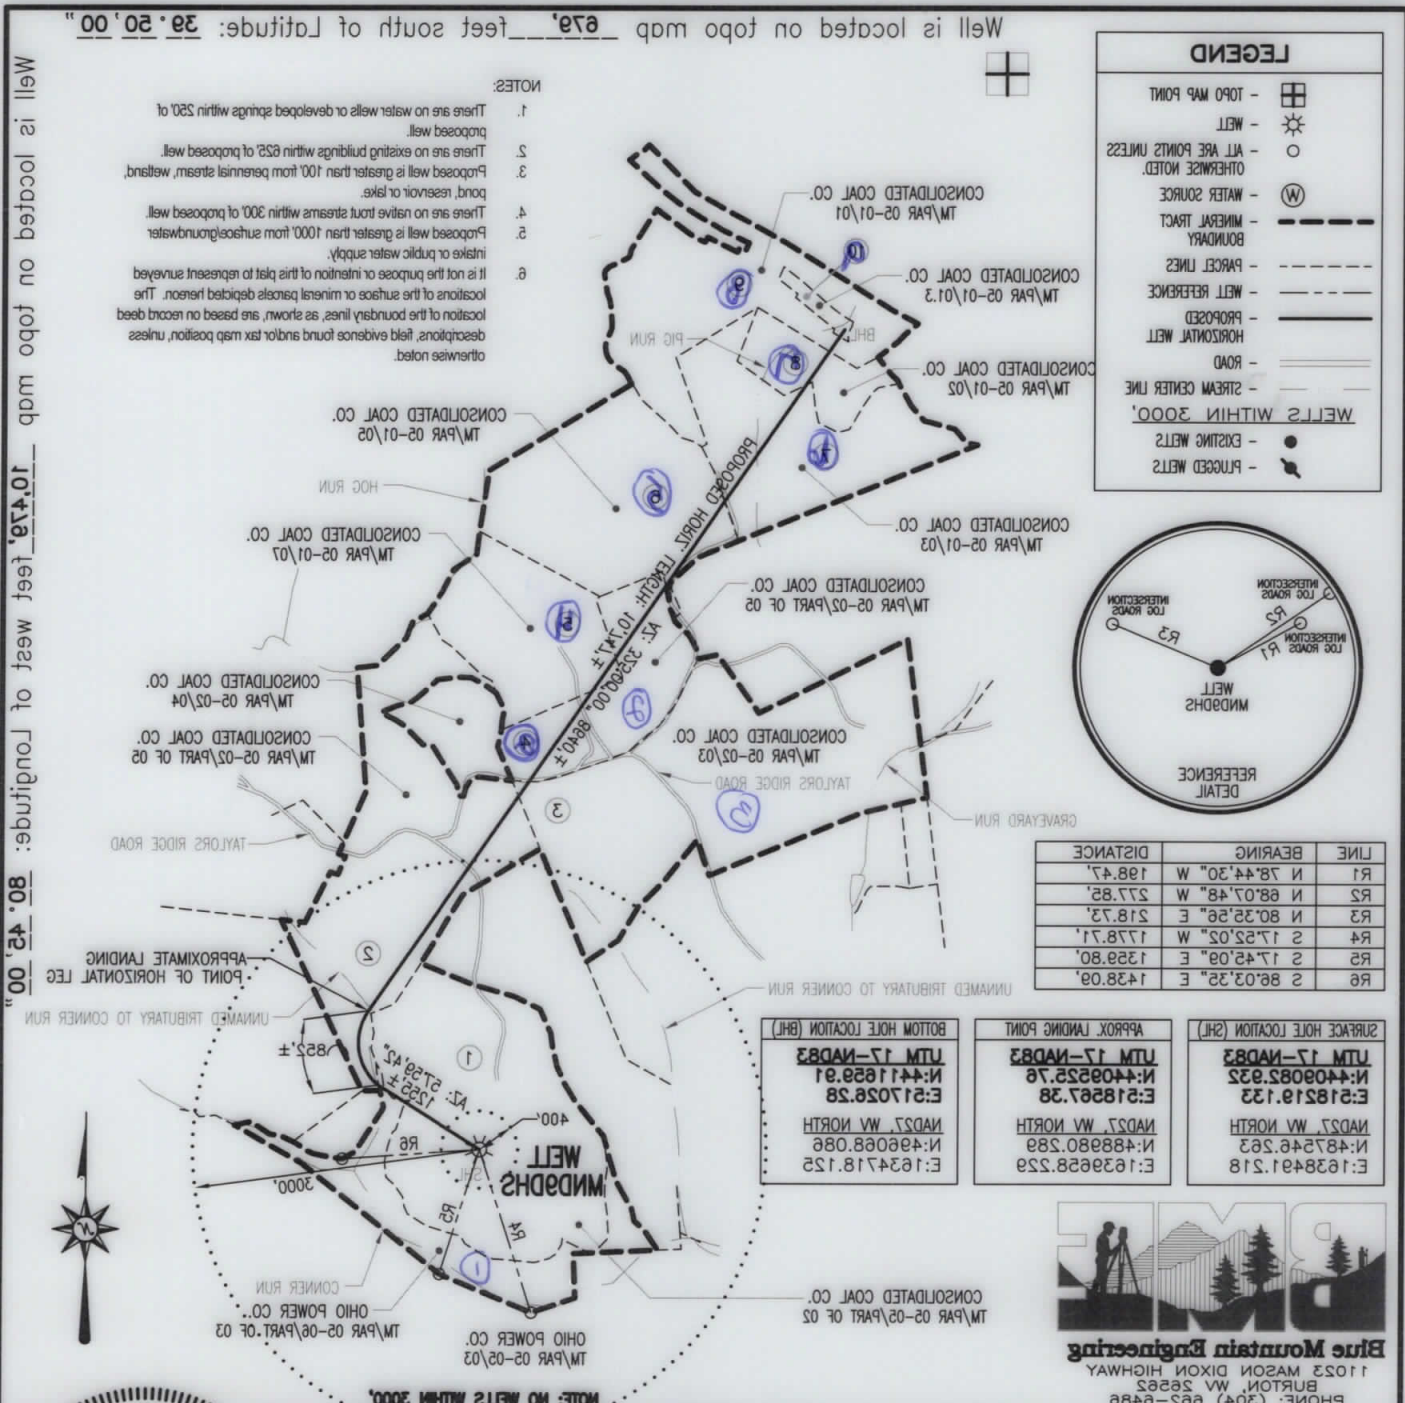 Well is located on topo map 679' feet south of Latitude: 39° 50' 00"
Well is located on topo map 10,479' feet west of Longitude: 80° 45' 00"
NOTES:
1. There are no water wells or developed springs within 250' of
proposed well.
2. There are no existing buildings within 625' of proposed well.
3. Proposed well is greater than 100' from perennial stream, wetland,
pond, reservoir or lake.
4. There are no native trout streams within 300' of proposed well.
5. Proposed well is greater than 1000' from surface/groundwater
intake or public water supply.
6. It is not the purpose or intention of this plat to represent surveyed
locations of the surface or mineral parcels depicted hereon. The
location of the boundary lines, as shown, are based on record deed
descriptions, field evidence found and/or tax map position, unless
otherwise noted.
LEGEND
- TOPO MAP POINT
- WELL
- ALL ARE POINTS UNLESS
OTHERWISE NOTED.
W - WATER SOURCE
- MINERAL TRACT
BOUNDARY
- PARCEL LINES
- WELL REFERENCE
- PROPOSED
HORIZONTAL WELL
- ROAD
- STREAM CENTER LINE
WELLS WITHIN 3000'
- EXISTING WELLS
- PLUGGED WELLS
CONSOLIDATED COAL CO.
TM/PAR 05-01/01
10
CONSOLIDATED COAL CO.
TM/PAR 05-01/01.3
9
BHL
PIG RUN
8
CONSOLIDATED COAL CO.
TM/PAR 05-01/02
CONSOLIDATED COAL CO.
TM/PAR 05-01/05
7
HOG RUN
6
CONSOLIDATED COAL CO.
TM/PAR 05-01/03
CONSOLIDATED COAL CO.
TM/PAR 05-01/07
PROPOSED HORIZ. LENGTH: 10,747'±
AZ: 325°00'00" 8640'±
CONSOLIDATED COAL CO.
TM/PAR 05-02/PART OF 05
5
CONSOLIDATED COAL CO.
TM/PAR 05-02/04
CONSOLIDATED COAL CO.
TM/PAR 05-02/PART OF 05
4
CONSOLIDATED COAL CO.
TM/PAR 05-02/03
TAYLORS RIDGE ROAD
3
3
GRAVEYARD RUN
TAYLORS RIDGE ROAD
INTERSECTION
LOG ROADS
INTERSECTION
LOG ROADS
INTERSECTION
LOG ROADS
R2
R1
R3
WELL
MND9DHS
REFERENCE
DETAIL
LINE BEARING DISTANCE
R1 N 78°44'30" W 198.47'
R2 N 68°07'48" W 277.85'
R3 N 80°35'56" E 218.73'
R4 S 17°52'02" W 1778.71'
R5 S 17°45'09" E 1359.80'
R6 S 86°03'35" E 1438.09'
2
APPROXIMATE LANDING
POINT OF HORIZONTAL LEG
UNNAMED TRIBUTARY TO CONNER RUN
UNNAMED TRIBUTARY TO CONNER RUN
852'±
1
AZ: 57°59'42"
1255'±
400'
WELL
MND9DHS
SHL
R6
R5
R4
3000'
1
CONNER RUN
OHIO POWER CO.
TM/PAR 05-06/PART OF 03
OHIO POWER CO.
TM/PAR 05-05/03
CONSOLIDATED COAL CO.
TM/PAR 05-05/PART OF 02
NOTE: NO WELLS WITHIN 3000'
N
SURFACE HOLE LOCATION (SHL)
UTM 17-NAD83
N:4409082.932
E:518219.133
NAD27, WV NORTH
N:487546.263
E:1638491.218
APPROX. LANDING POINT
UTM 17-NAD83
N:4409525.76
E:518567.38
NAD27, WV NORTH
N:488980.289
E:1639658.229
BOTTOM HOLE LOCATION (BHL)
UTM 17-NAD83
N:4411659.91
E:517026.28
NAD27, WV NORTH
N:496068.086
E:1634718.125
BME
Blue Mountain Engineering
11023 MASON DIXON HIGHWAY
BURTON, WV 26562
PHONE: (304) 662-6486